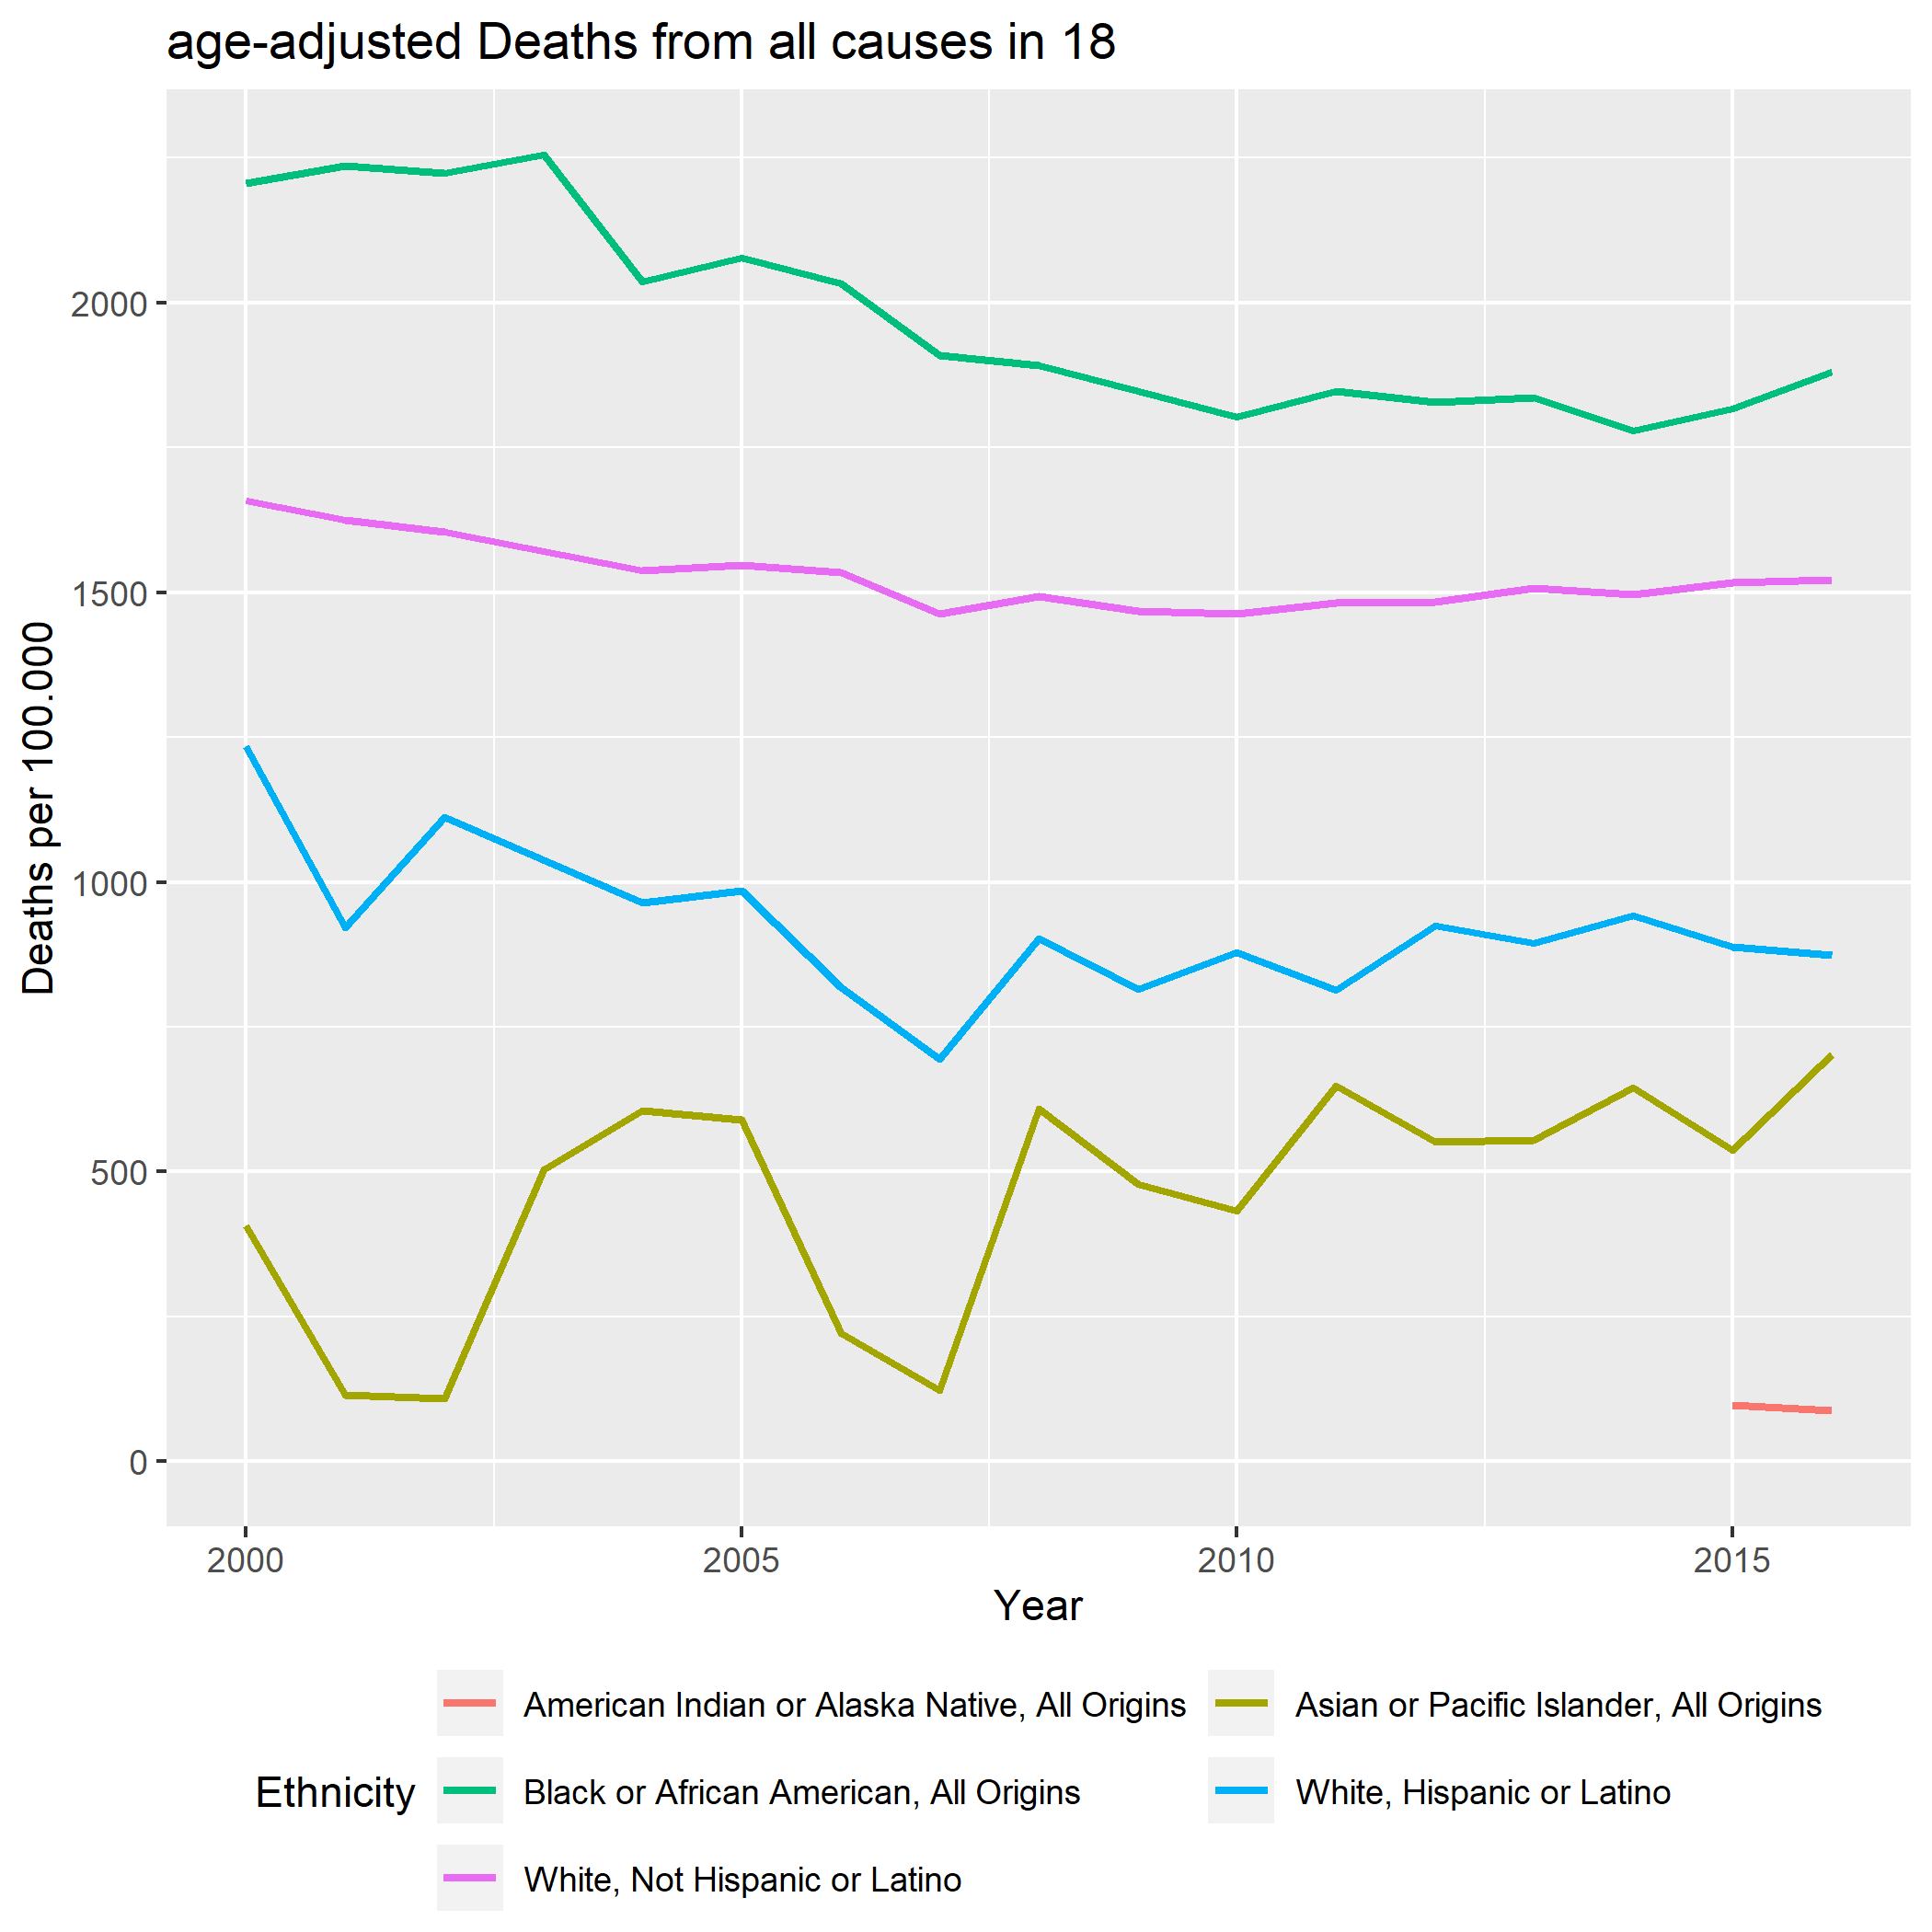 age-adjusted Deaths from all causes in 18
Deaths per 100.000
2000
1500
1000
500
0
2000 2005 2010 2015
Year
Ethnicity
American Indian or Alaska Native, All Origins
Asian or Pacific Islander, All Origins
Black or African American, All Origins
White, Hispanic or Latino
White, Not Hispanic or Latino